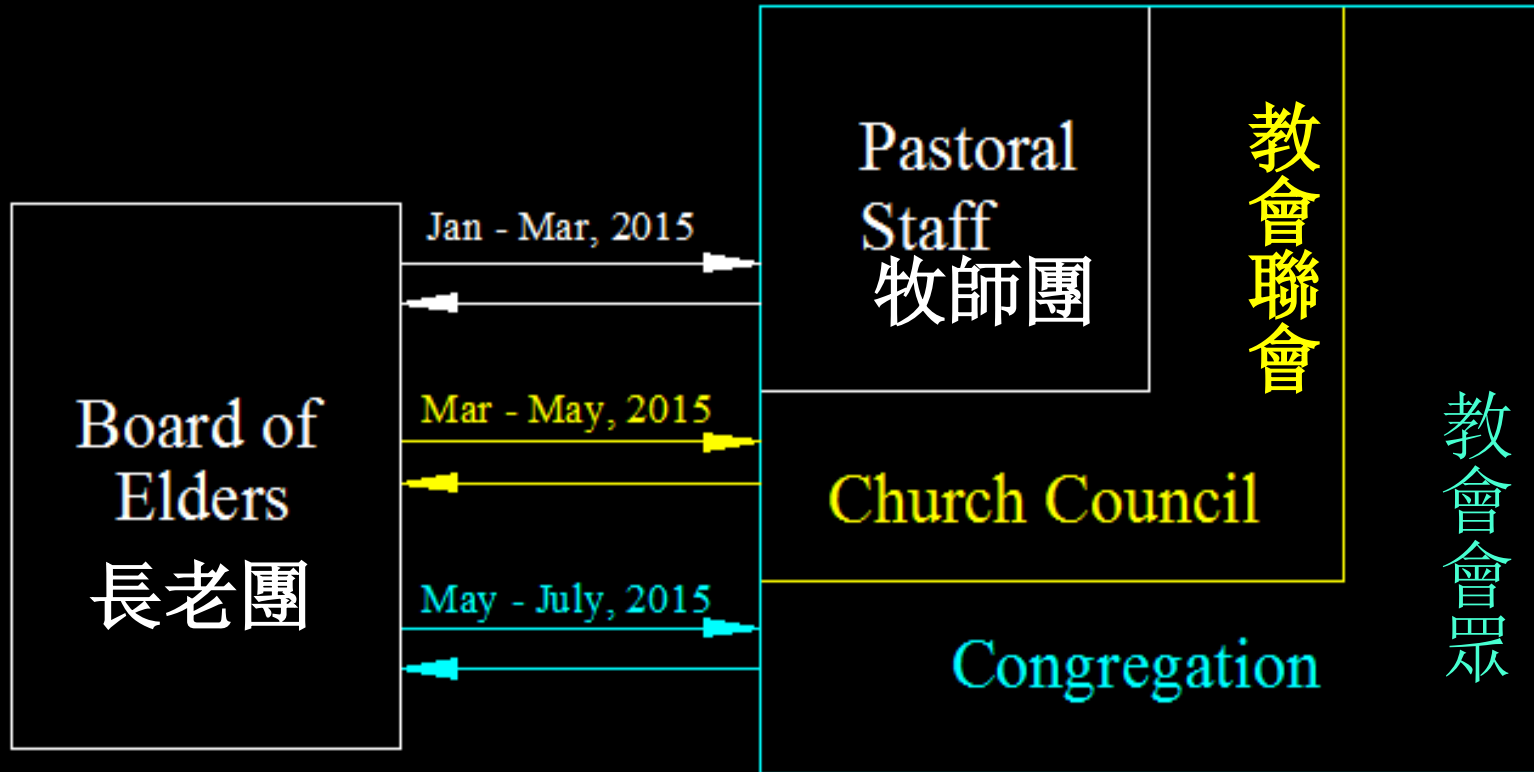 Board of
Elders
長老團
Jan - Mar, 2015
Mar - May, 2015
May - July, 2015
Pastoral
Staff
牧師團
教會聯會
Church Council
教會會眾
Congregation